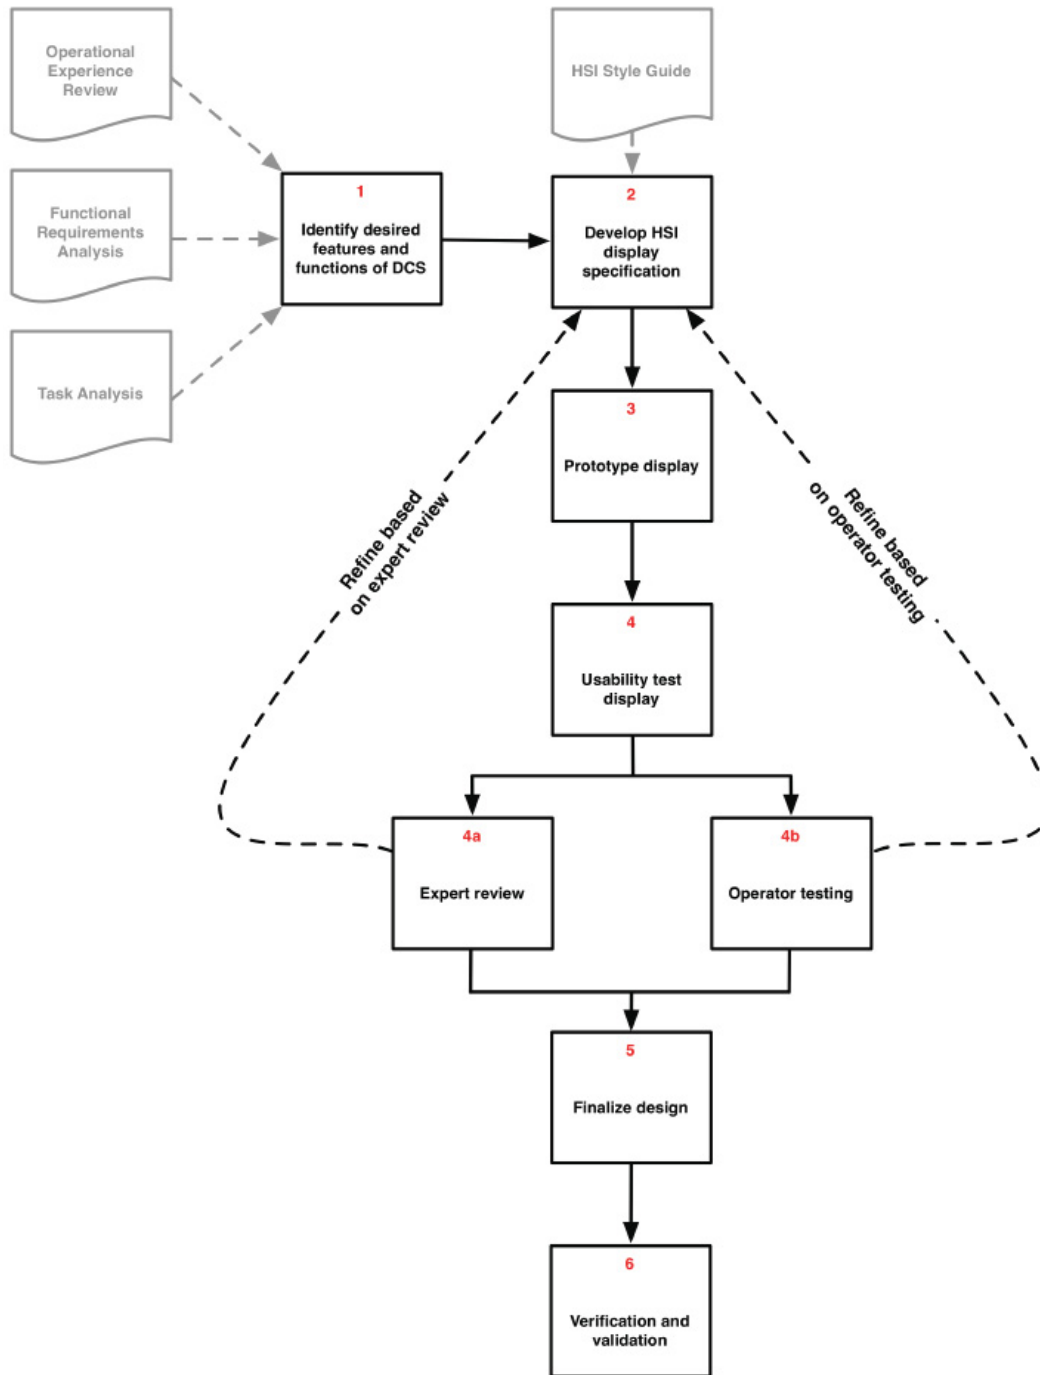 Operational
Experience
Review
HSI Style Guide
Functional
Requirements
Analysis
Task Analysis
1
Identify desired
features and
functions of DCS
2
Develop HSI
display
specification
3
Prototype display
Refine based
on expert review
Refine based
on operator testing
4
Usability test
display
4a
Expert review
4b
Operator testing
5
Finalize design
6
Verification and
validation